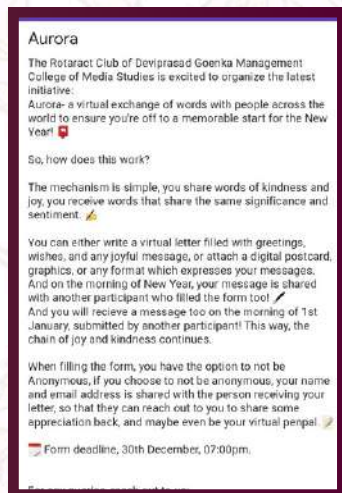 Aurora
The Rotaract Club of Deviprasad Goenka Management
College of Media Studies is excited to organize the latest
initiative:
Aurora- a virtual exchange of words with people across the
world to ensure you're off to a memorable start for the New
Year! 📮
So, how does this work?
The mechanism is simple, you share words of kindness and
joy, you receive words that share the same significance and
sentiment. ✍️
You can either write a virtual letter filled with greetings,
wishes, and any joyful message, or attach a digital postcard,
graphics, or any format which expresses your messages.
And on the morning of New Year, your message is shared
with another participant who filled the form too! 🖊️
And you will recieve a message too on the morning of 1st
January, submitted by another participant! This way, the
chain of joy and kindness continues.
When filling the form, you have the option to not be
Anonymous, if you choose to not be anonymous, your name
and email address is shared with the person receiving your
letter, so that they can reach out to you to share some
appreciation back, and maybe even be your virtual penpal. 📝
📅 Form deadline, 30th December, 07:00pm.